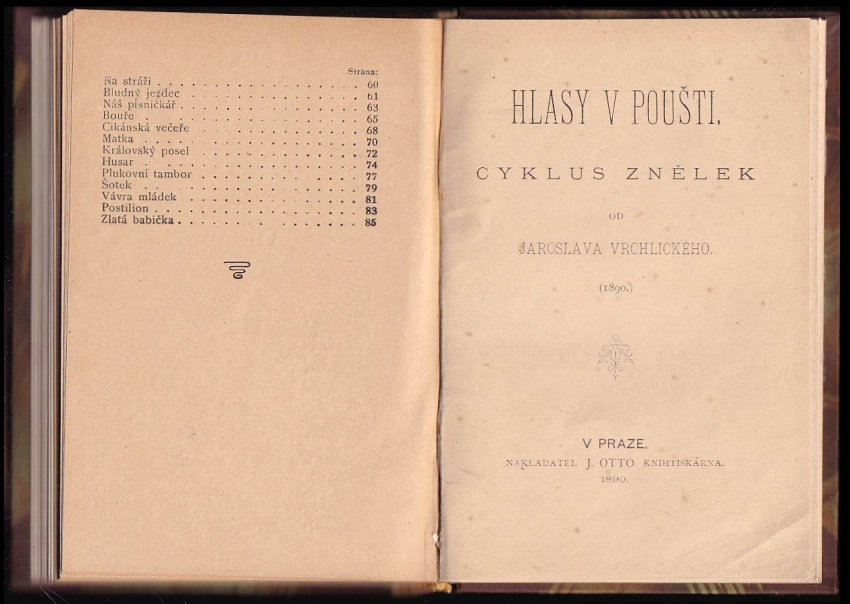 Strana:
Na stráži . . . . . . . . . . . . . . . . 60
Bludný jezdec . . . . . . . . . . . . . . 61
Náš písničkář . . . . . . . . . . . . . . 63
Bouře . . . . . . . . . . . . . . . . . 65
Cikánská večeře . . . . . . . . . . . . . 68
Matka . . . . . . . . . . . . . . . . . 70
Královský posel . . . . . . . . . . . . . 72
Husar . . . . . . . . . . . . . . . . . 74
Plukovní tambor . . . . . . . . . . . . . 77
Šotek . . . . . . . . . . . . . . . . . 79
Vávra mládek . . . . . . . . . . . . . . 81
Postilion . . . . . . . . . . . . . . . . 83
Zlatá babička . . . . . . . . . . . . . . 85
HLASY V POUŠTI.
CYKLUS ZNĚLEK
OD
JAROSLAVA VRCHLICKÉHO.
(1890.)
V PRAZE.
NAKLADATEL J. OTTO KNIHTISKÁRNA.
1890.